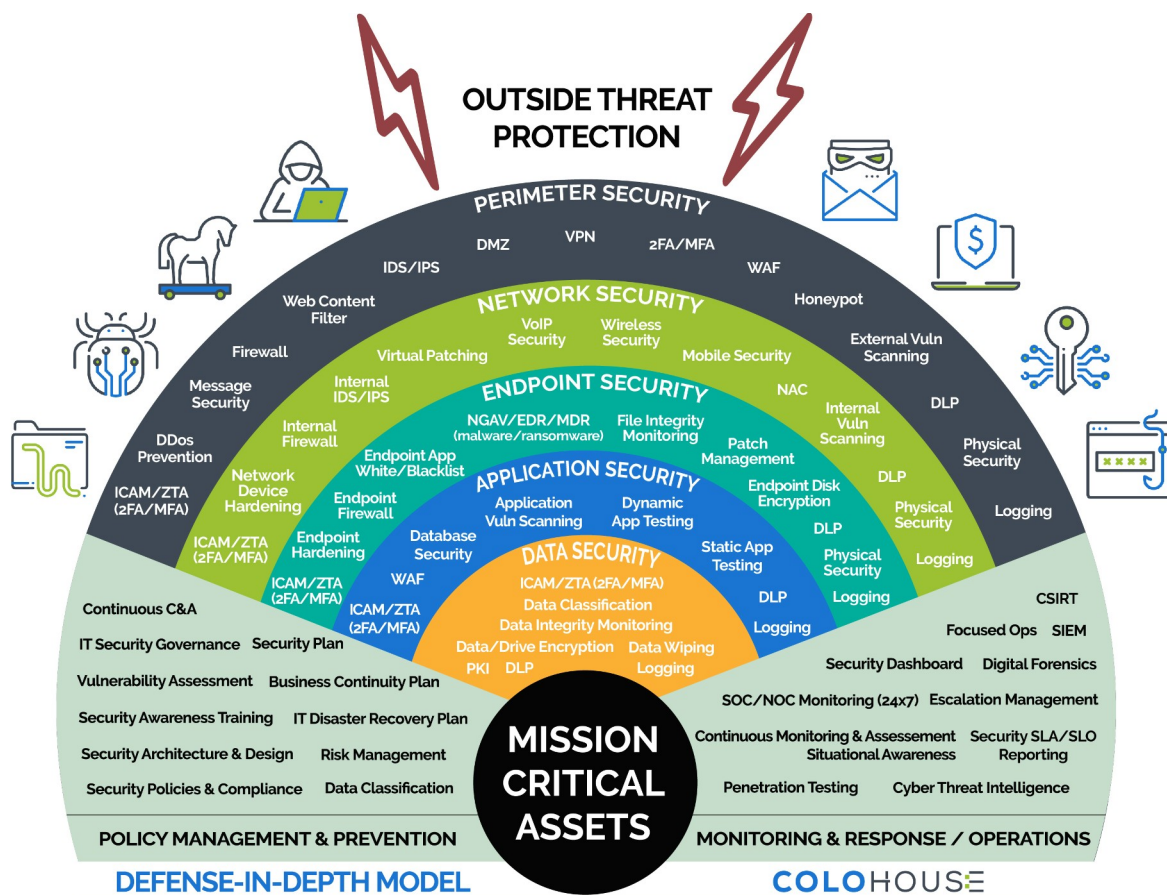 OUTSIDE THREAT
PROTECTION
PERIMETER SECURITY
ICAM/ZTA
(2FA/MFA)
DDos
Prevention
Message
Security
Firewall
Web Content
Filter
IDS/IPS
DMZ
VPN
2FA/MFA
WAF
Honeypot
External Vuln
Scanning
DLP
Physical
Security
Logging
NETWORK SECURITY
ICAM/ZTA
(2FA/MFA)
Network
Device
Hardening
Internal
Firewall
Internal
IDS/IPS
Virtual Patching
VoIP
Security
Wireless
Security
Mobile Security
NAC
Internal
Vuln
Scanning
DLP
Physical
Security
Logging
ENDPOINT SECURITY
ICAM/ZTA
(2FA/MFA)
Endpoint
Hardening
Endpoint
Firewall
Endpoint App
White/Blacklist
NGAV/EDR/MDR
(malware/ransomware)
File Integrity
Monitoring
Patch
Management
Endpoint Disk
Encryption
DLP
Physical
Security
Logging
APPLICATION SECURITY
ICAM/ZTA
(2FA/MFA)
WAF
Database
Security
Application
Vuln Scanning
Dynamic
App Testing
Static App
Testing
DLP
Logging
DATA SECURITY
ICAM/ZTA (2FA/MFA)
Data Classification
Data Integrity Monitoring
Data/Drive Encryption Data Wiping
PKI DLP Logging
MISSION
CRITICAL
ASSETS
Continuous C&A
IT Security Governance Security Plan
Vulnerability Assessment Business Continuity Plan
Security Awareness Training IT Disaster Recovery Plan
Security Architecture & Design Risk Management
Security Policies & Compliance Data Classification
POLICY MANAGEMENT & PREVENTION
CSIRT
Focused Ops SIEM
Security Dashboard Digital Forensics
SOC/NOC Monitoring (24x7) Escalation Management
Continuous Monitoring & Assessement
Situational Awareness
Security SLA/SLO
Reporting
Penetration Testing Cyber Threat Intelligence
MONITORING & RESPONSE / OPERATIONS
DEFENSE-IN-DEPTH MODEL
COLOHOUSE